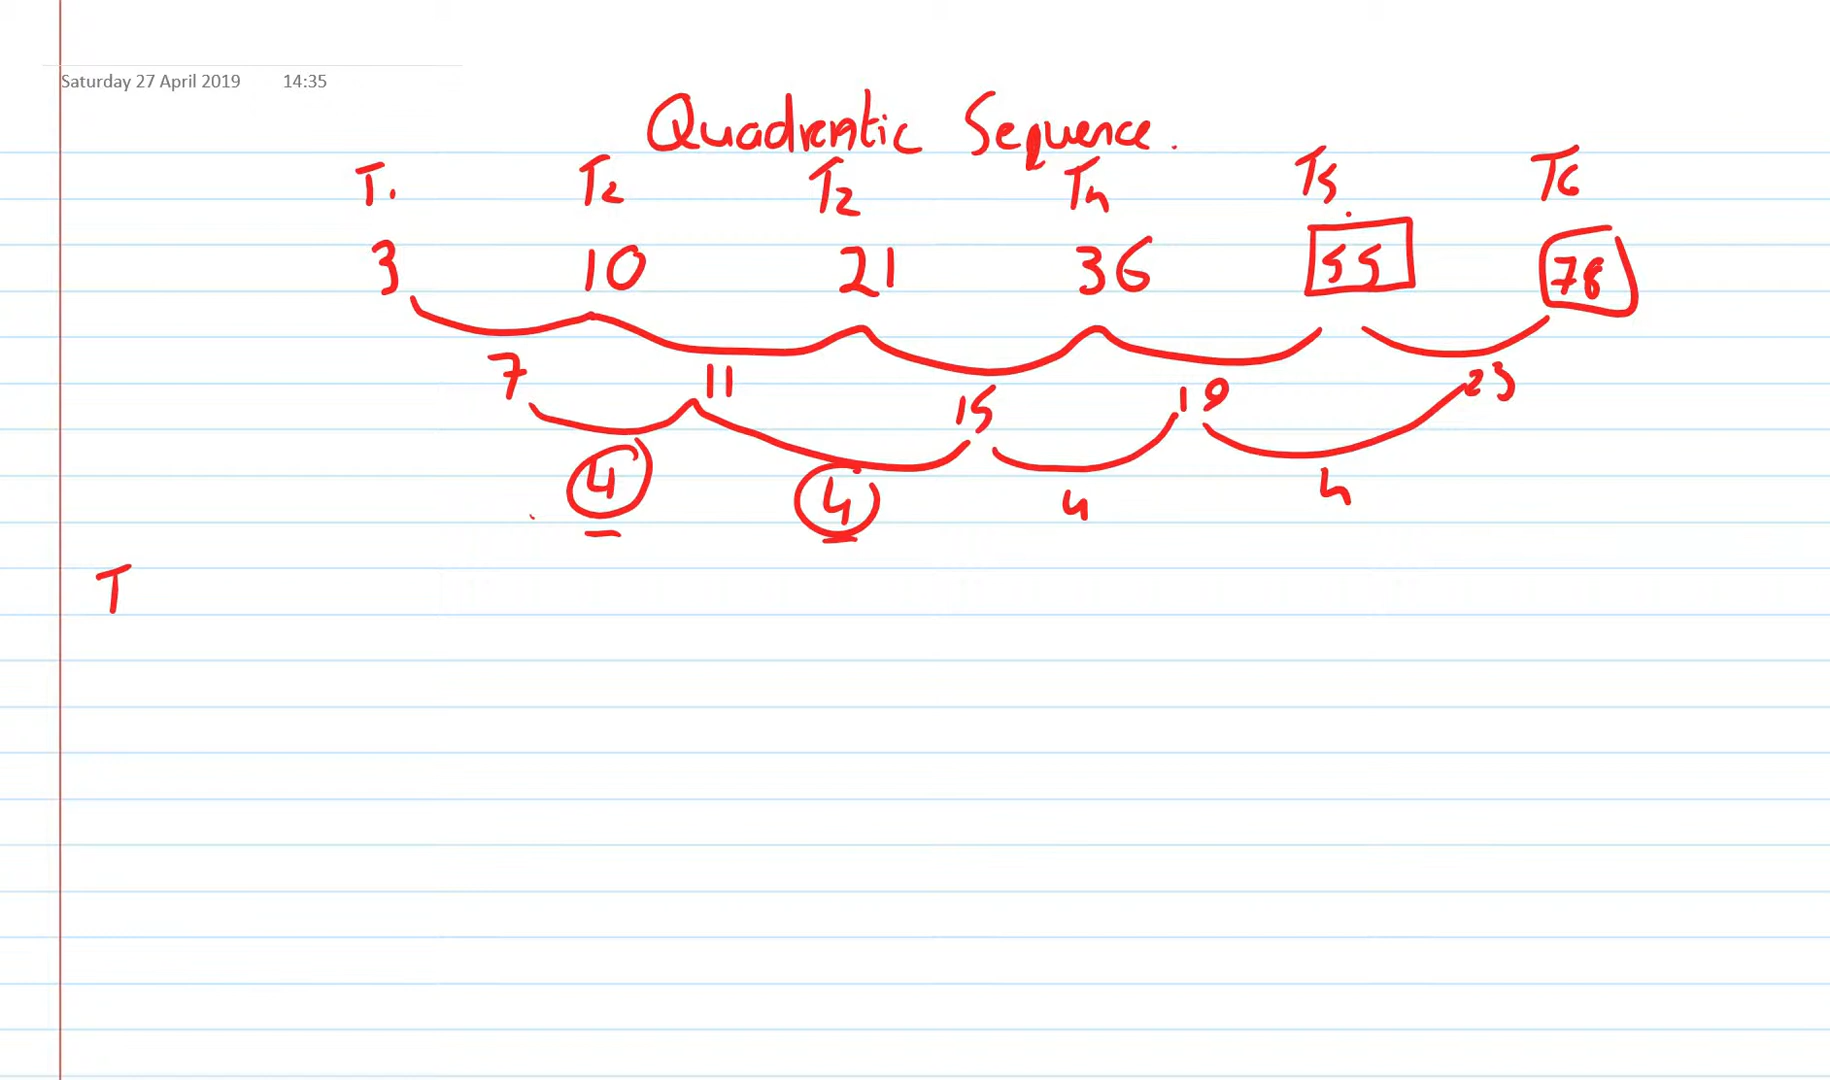 Saturday 27 April 2019 14:35
Quadratic Sequence.
T1 T2 T2 T4 T5 T6
3 10 21 36 55 78
7 11 15 19 23
4 4 4 4
T